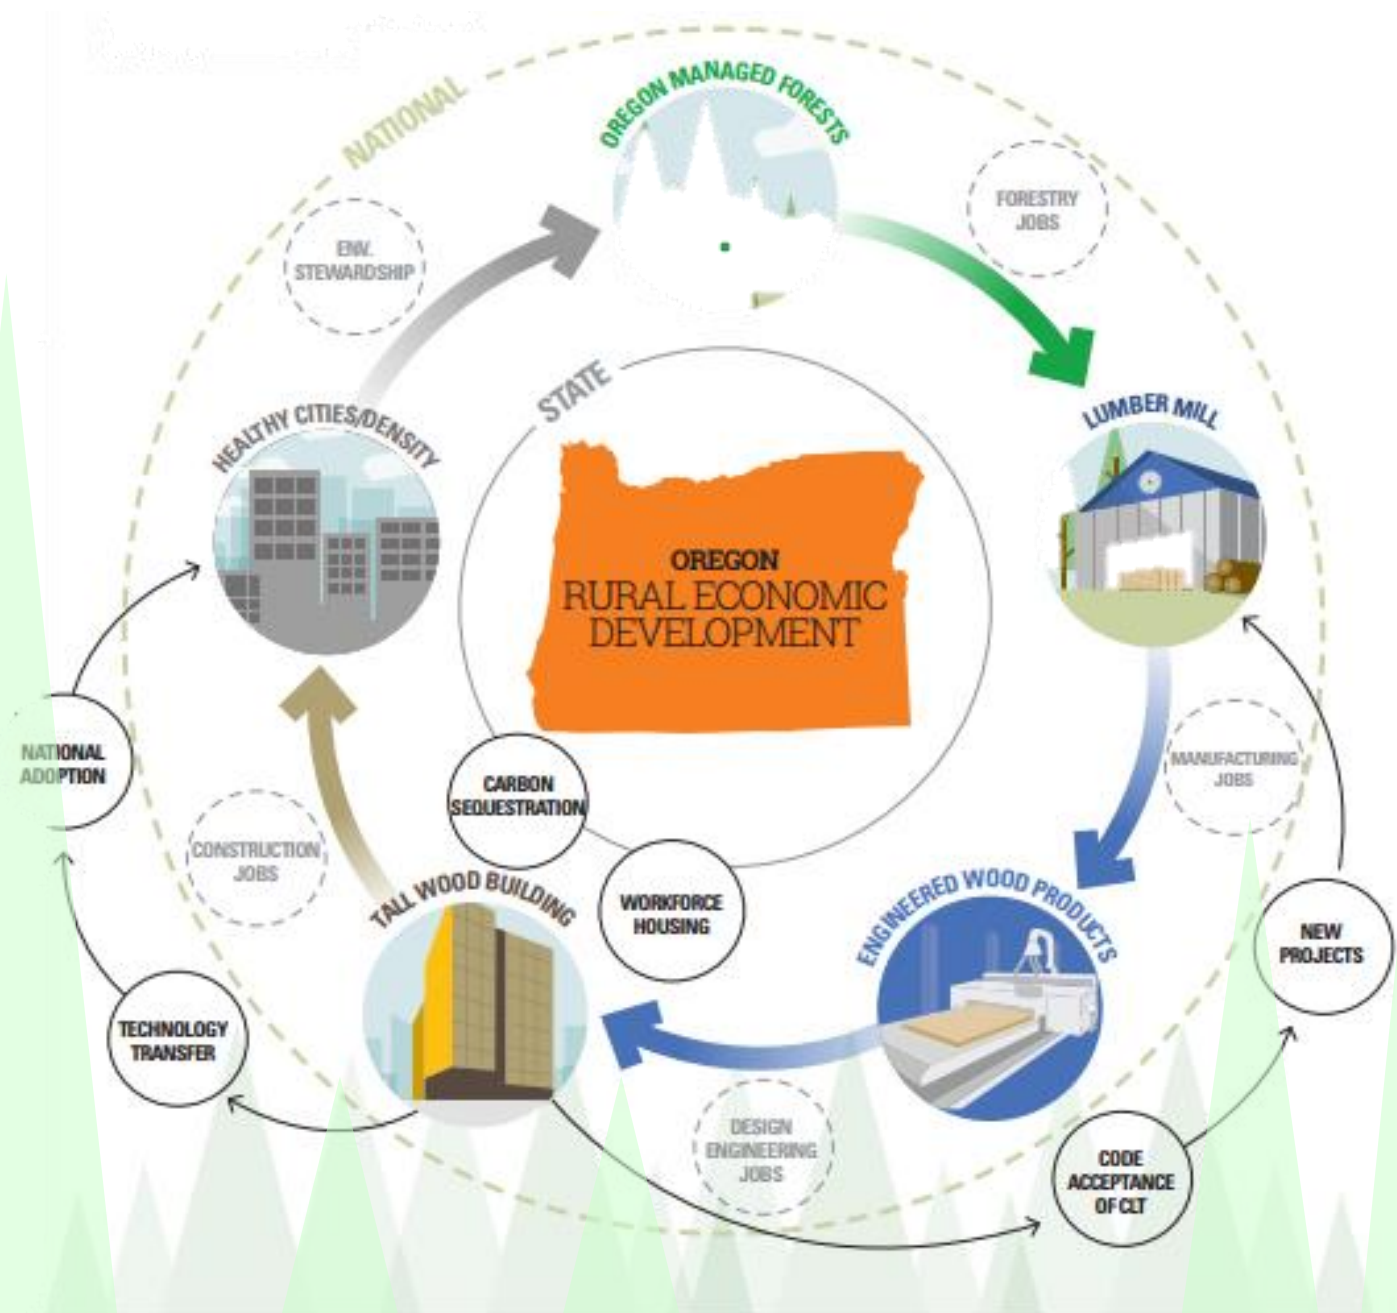 NATIONAL
OREGON MANAGED FORESTS
FORESTRY
JOBS
ENV.
STEWARDSHIP
STATE
HEALTHY CITIES/DENSITY
LUMBER MILL
OREGON
RURAL ECONOMIC
DEVELOPMENT
NATIONAL
ADOPTION
CARBON
SEQUESTRATION
MANUFACTURING
JOBS
CONSTRUCTION
JOBS
TALL WOOD BUILDING
WORKFORCE
HOUSING
ENGINEERED WOOD PRODUCTS
NEW
PROJECTS
TECHNOLOGY
TRANSFER
DESIGN
ENGINEERING
JOBS
CODE
ACCEPTANCE
OF CLT